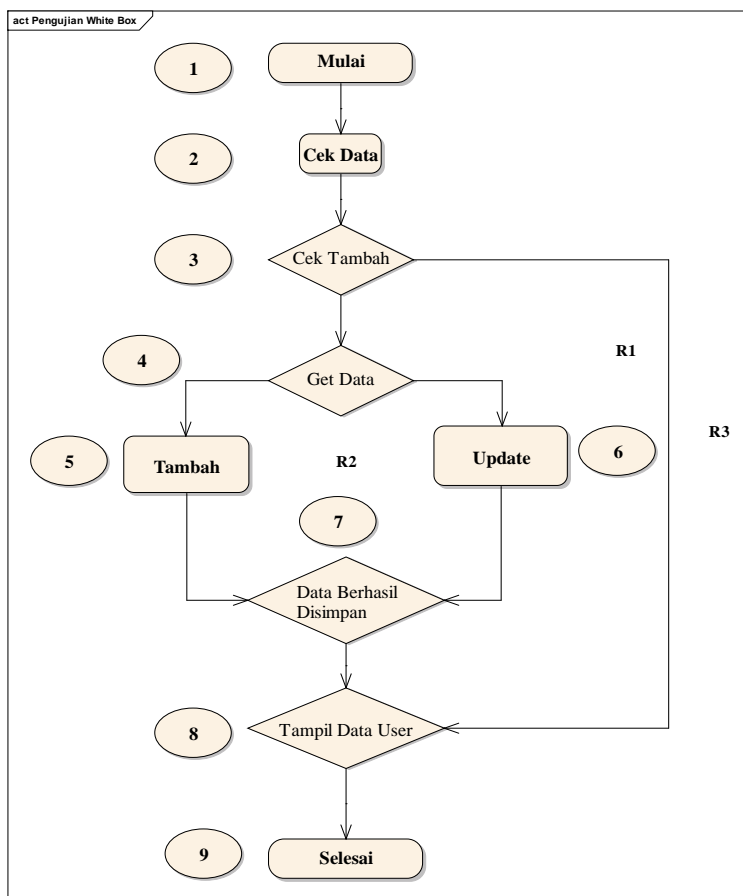 act Pengujian White Box
1
Mulai
2
Cek Data
3
Cek Tambah
4
Get Data
R1
R3
5
Tambah
R2
Update
6
7
Data Berhasil
Disimpan
8
Tampil Data User
9
Selesai